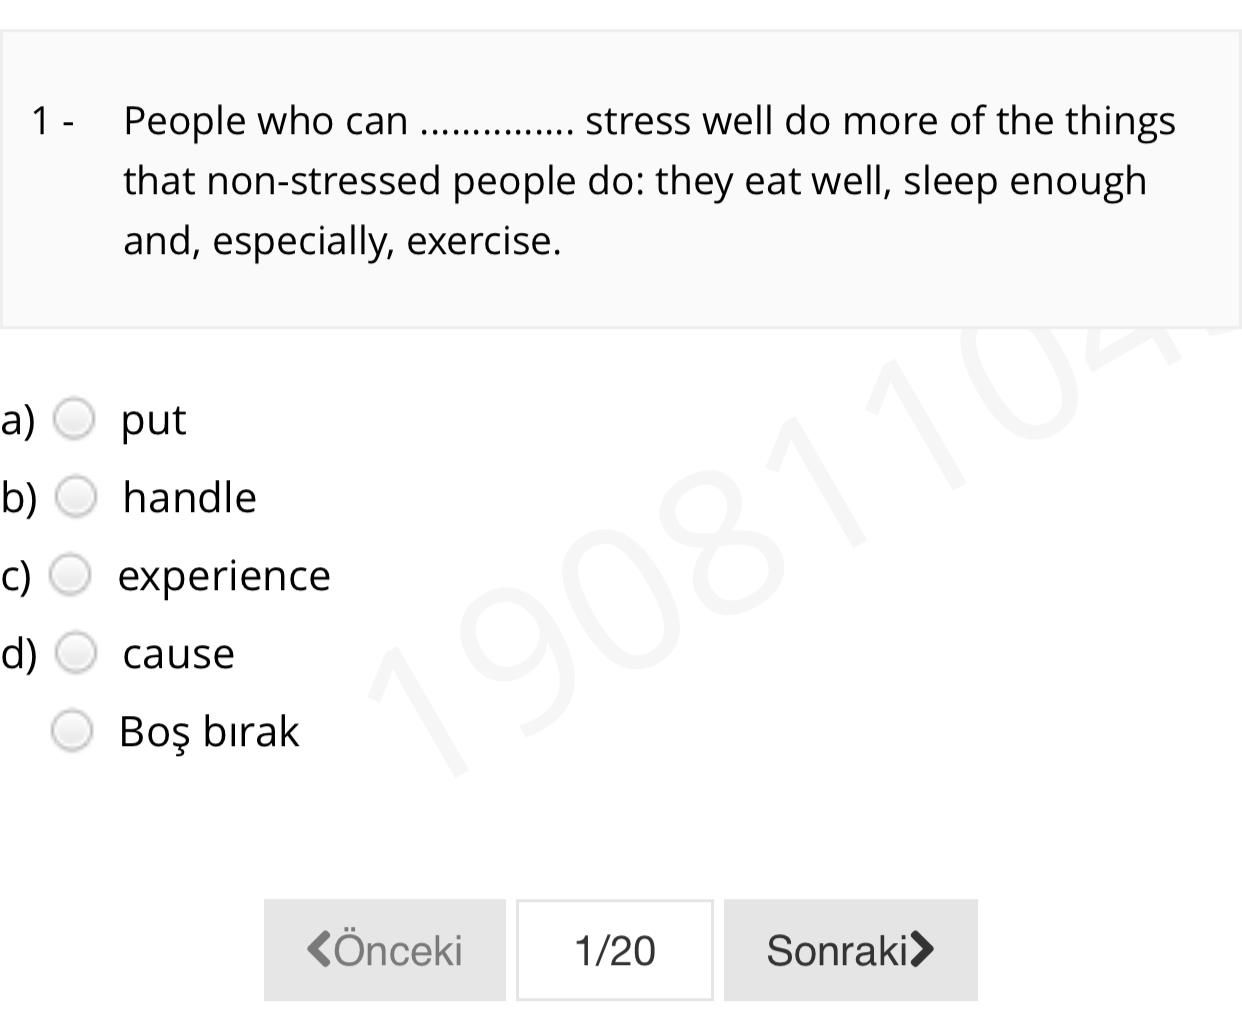 1 - People who can ............... stress well do more of the things
that non-stressed people do: they eat well, sleep enough
and, especially, exercise.
a) put
b) handle
c) experience
d) cause
Boş bırak
Önceki 1/20 Sonraki